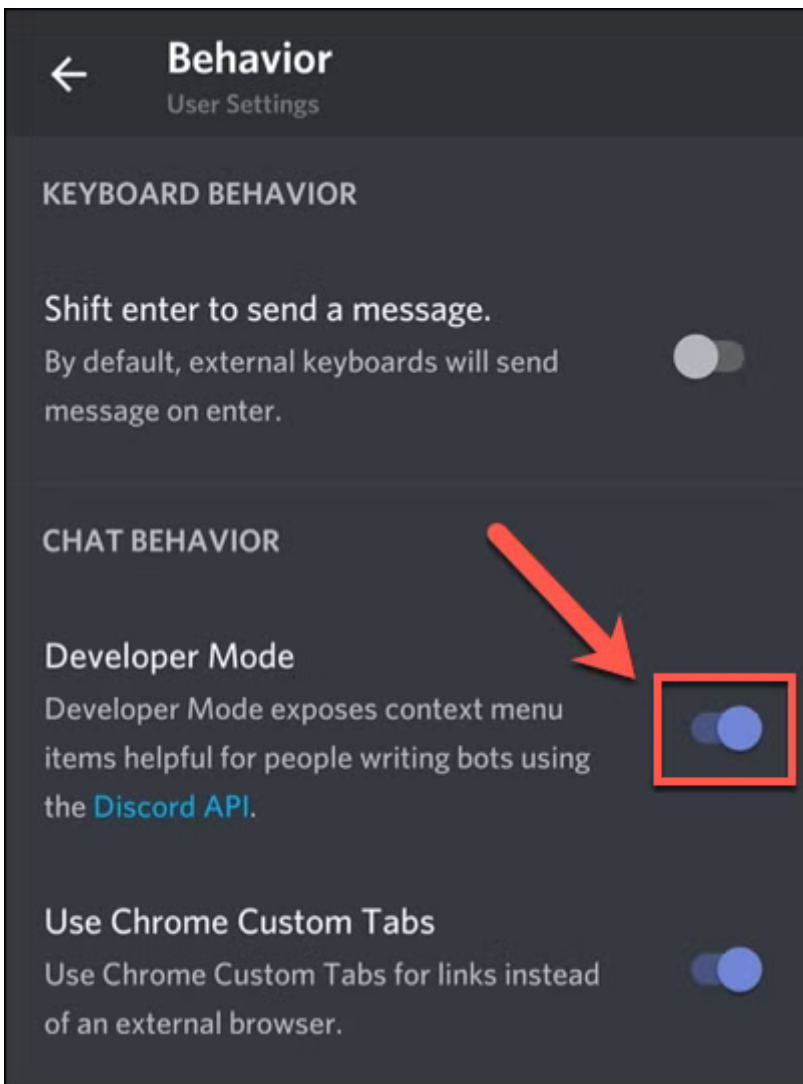 Behavior
User Settings
KEYBOARD BEHAVIOR
Shift enter to send a message.
By default, external keyboards will send
message on enter.
CHAT BEHAVIOR
Developer Mode
Developer Mode exposes context menu
items helpful for people writing bots using
the Discord API.
Use Chrome Custom Tabs
Use Chrome Custom Tabs for links instead
of an external browser.